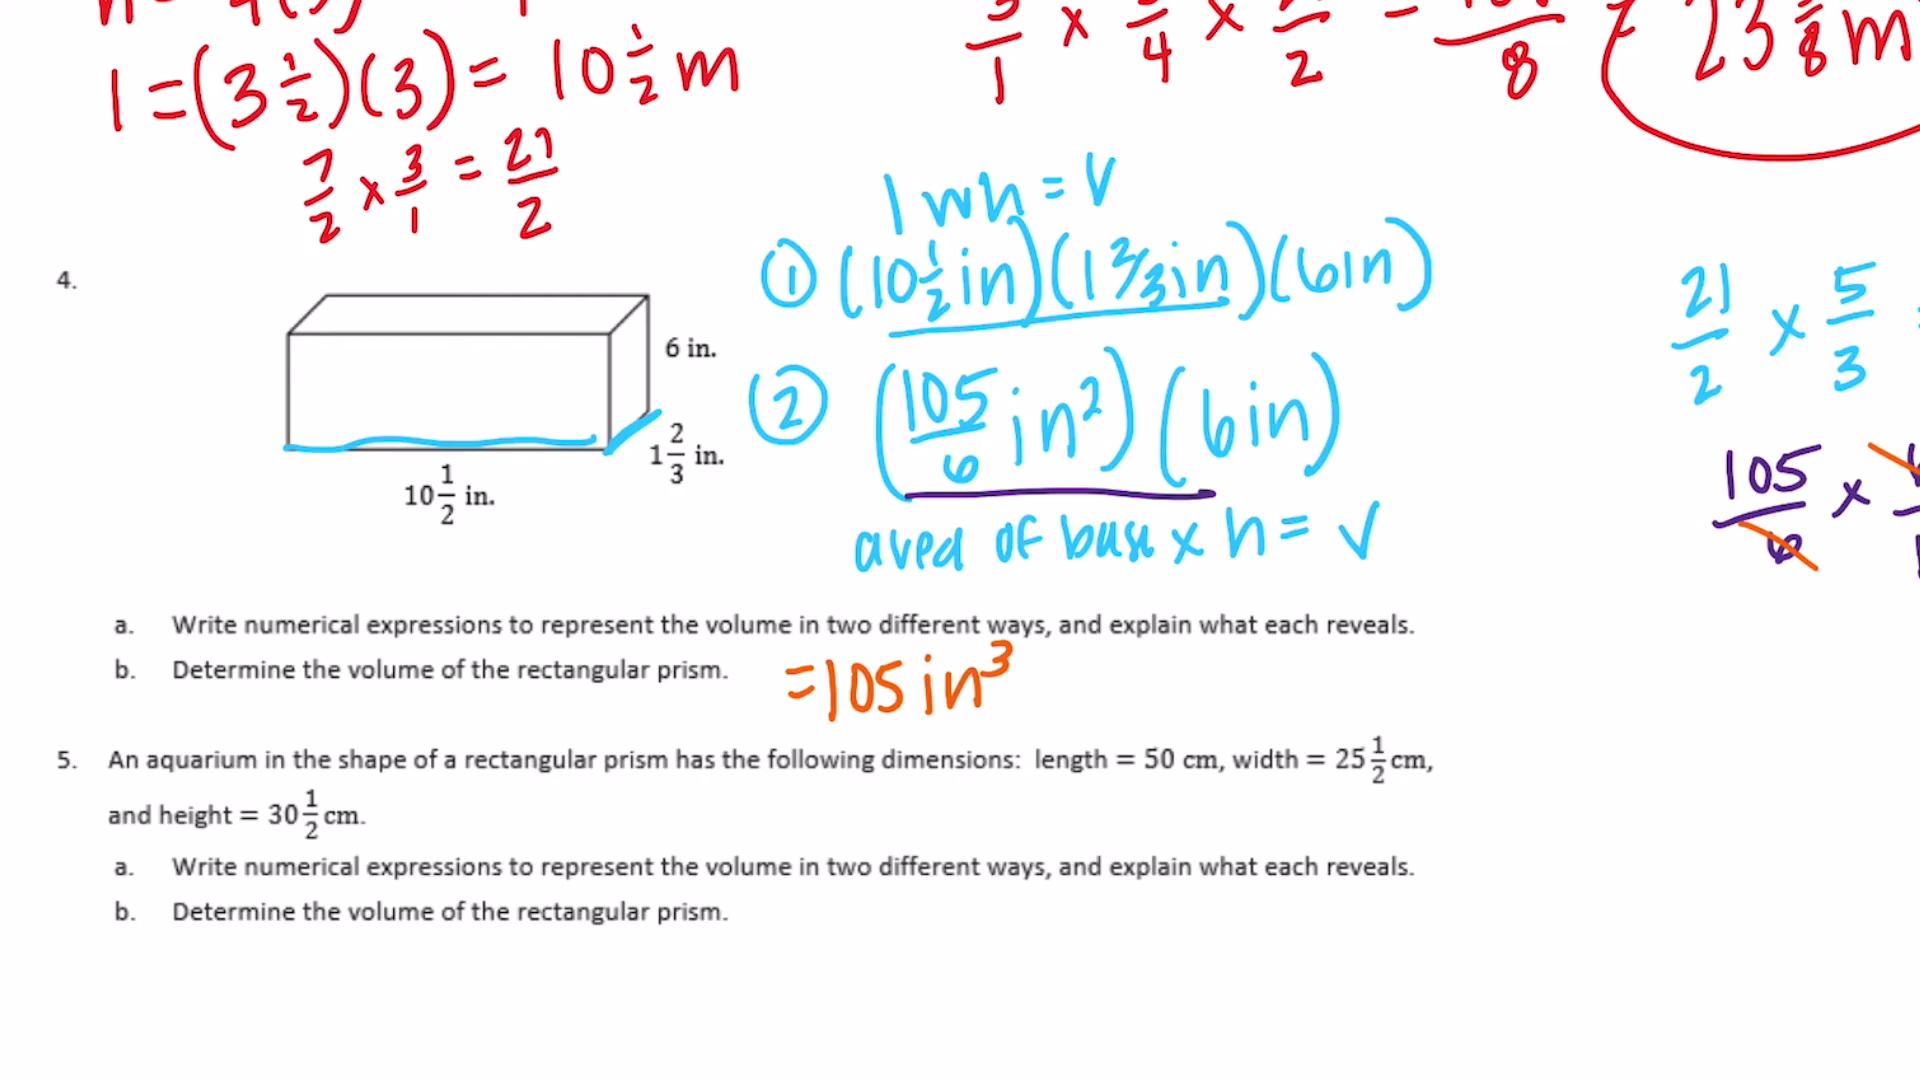 1 = (3 1/2)(3) = 10 1/2 m
7/2 x 3/1 = 21/2
3/1 x 4 x 2 = 8 = 23 8 m
lwh = V
4.
① (10 1/2 in)(1 2/3 in)(6in)
21/2 x 5/3
6 in.
② (105/6 in²)(6in)
1 2/3 in.
10 1/2 in.
105/6 x
area of base x h = V
a. Write numerical expressions to represent the volume in two different ways, and explain what each reveals.
b. Determine the volume of the rectangular prism.
=105 in³
5. An aquarium in the shape of a rectangular prism has the following dimensions: length = 50 cm, width = 25 1/2 cm,
and height = 30 1/2 cm.
a. Write numerical expressions to represent the volume in two different ways, and explain what each reveals.
b. Determine the volume of the rectangular prism.